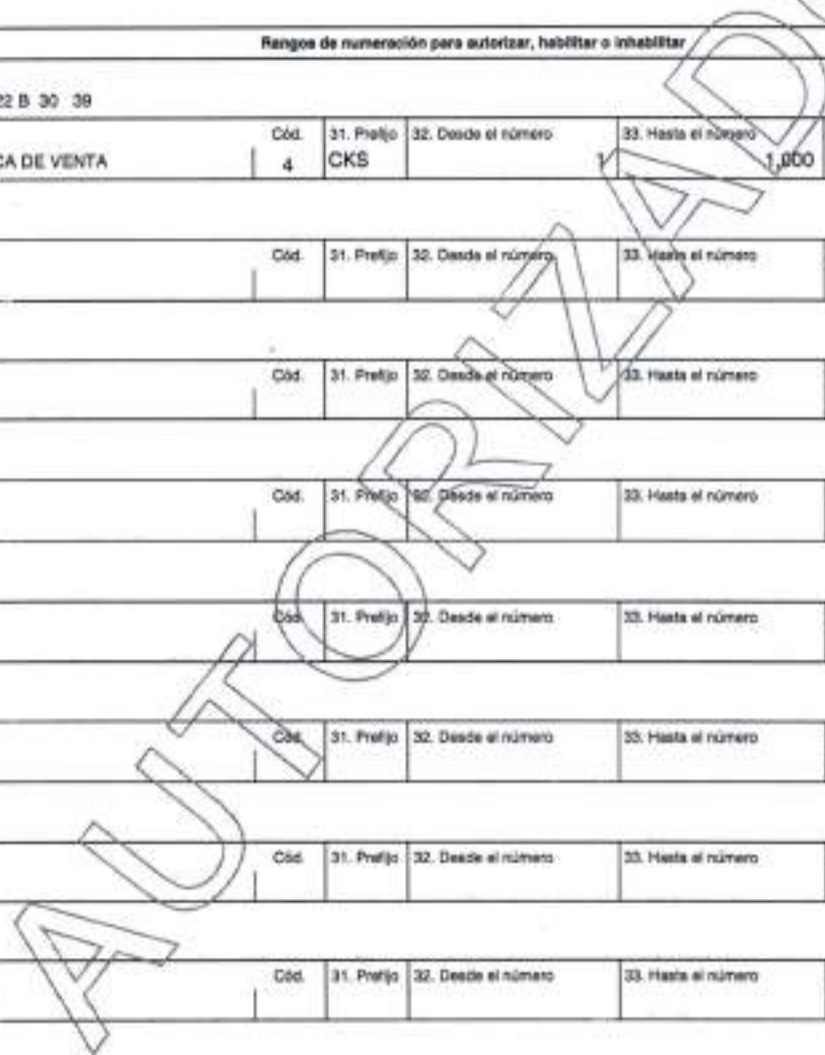 Rangos de numeración para autorizar, habilitar o inhabilitar
22 B 30 39
CA DE VENTA
Cód. 31. Prefijo 32. Desde el número 33. Hasta el número
4 CKS 1 1,000
Cód. 31. Prefijo 32. Desde el número 33. Hasta el número
Cód. 31. Prefijo 32. Desde el número 33. Hasta el número
Cód. 31. Prefijo 32. Desde el número 33. Hasta el número
Cód. 31. Prefijo 32. Desde el número 33. Hasta el número
Cód. 31. Prefijo 32. Desde el número 33. Hasta el número
Cód. 31. Prefijo 32. Desde el número 33. Hasta el número
Cód. 31. Prefijo 32. Desde el número 33. Hasta el número
AUTORIZAD